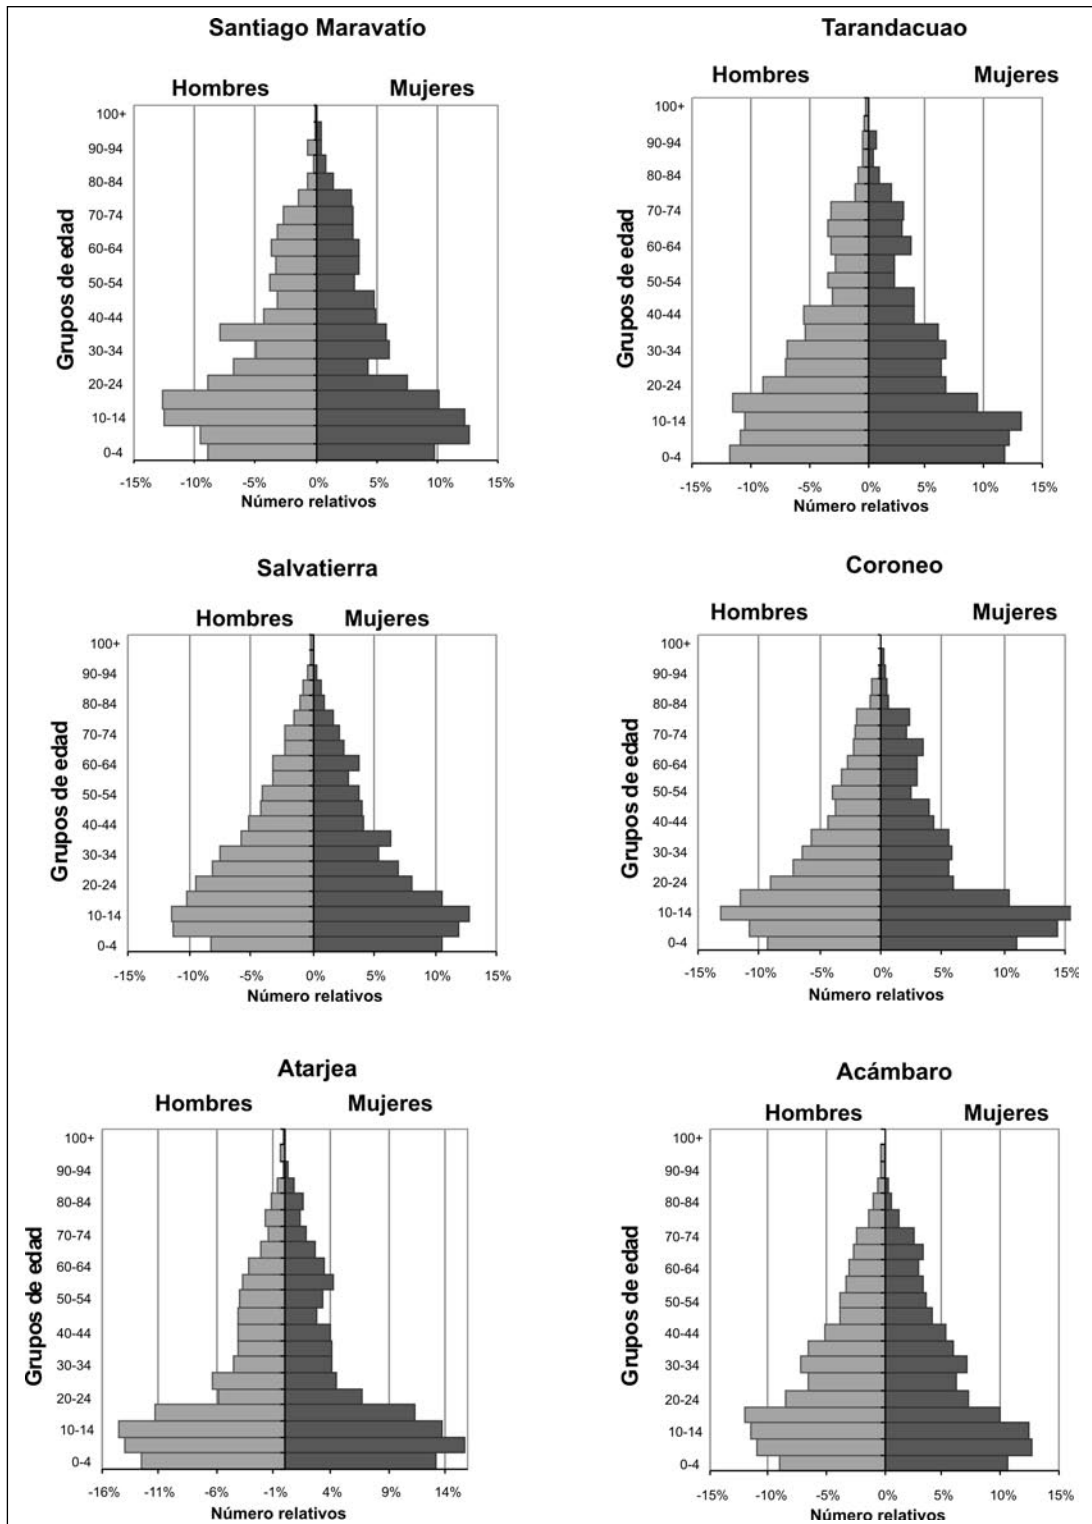 Santiago Maravatío
Hombres Mujeres
Grupos de edad
100+
90-94
80-84
70-74
60-64
50-54
40-44
30-34
20-24
10-14
0-4
-15% -10% -5% 0% 5% 10% 15%
Número relativos
Tarandacuao
Hombres Mujeres
Grupos de edad
100+
90-94
80-84
70-74
60-64
50-54
40-44
30-34
20-24
10-14
0-4
-15% -10% -5% 0% 5% 10% 15%
Número relativos
Salvatierra
Hombres Mujeres
Grupos de edad
100+
90-94
80-84
70-74
60-64
50-54
40-44
30-34
20-24
10-14
0-4
-15% -10% -5% 0% 5% 10% 15%
Número relativos
Coroneo
Hombres Mujeres
Grupos de edad
100+
90-94
80-84
70-74
60-64
50-54
40-44
30-34
20-24
10-14
0-4
-15% -10% -5% 0% 5% 10% 15%
Número relativos
Atarjea
Hombres Mujeres
Grupos de edad
100+
90-94
80-84
70-74
60-64
50-54
40-44
30-34
20-24
10-14
0-4
-16% -11% -6% -1% 4% 9% 14%
Número relativos
Acámbaro
Hombres Mujeres
Grupos de edad
100+
90-94
80-84
70-74
60-64
50-54
40-44
30-34
20-24
10-14
0-4
-15% -10% -5% 0% 5% 10% 15%
Número relativos